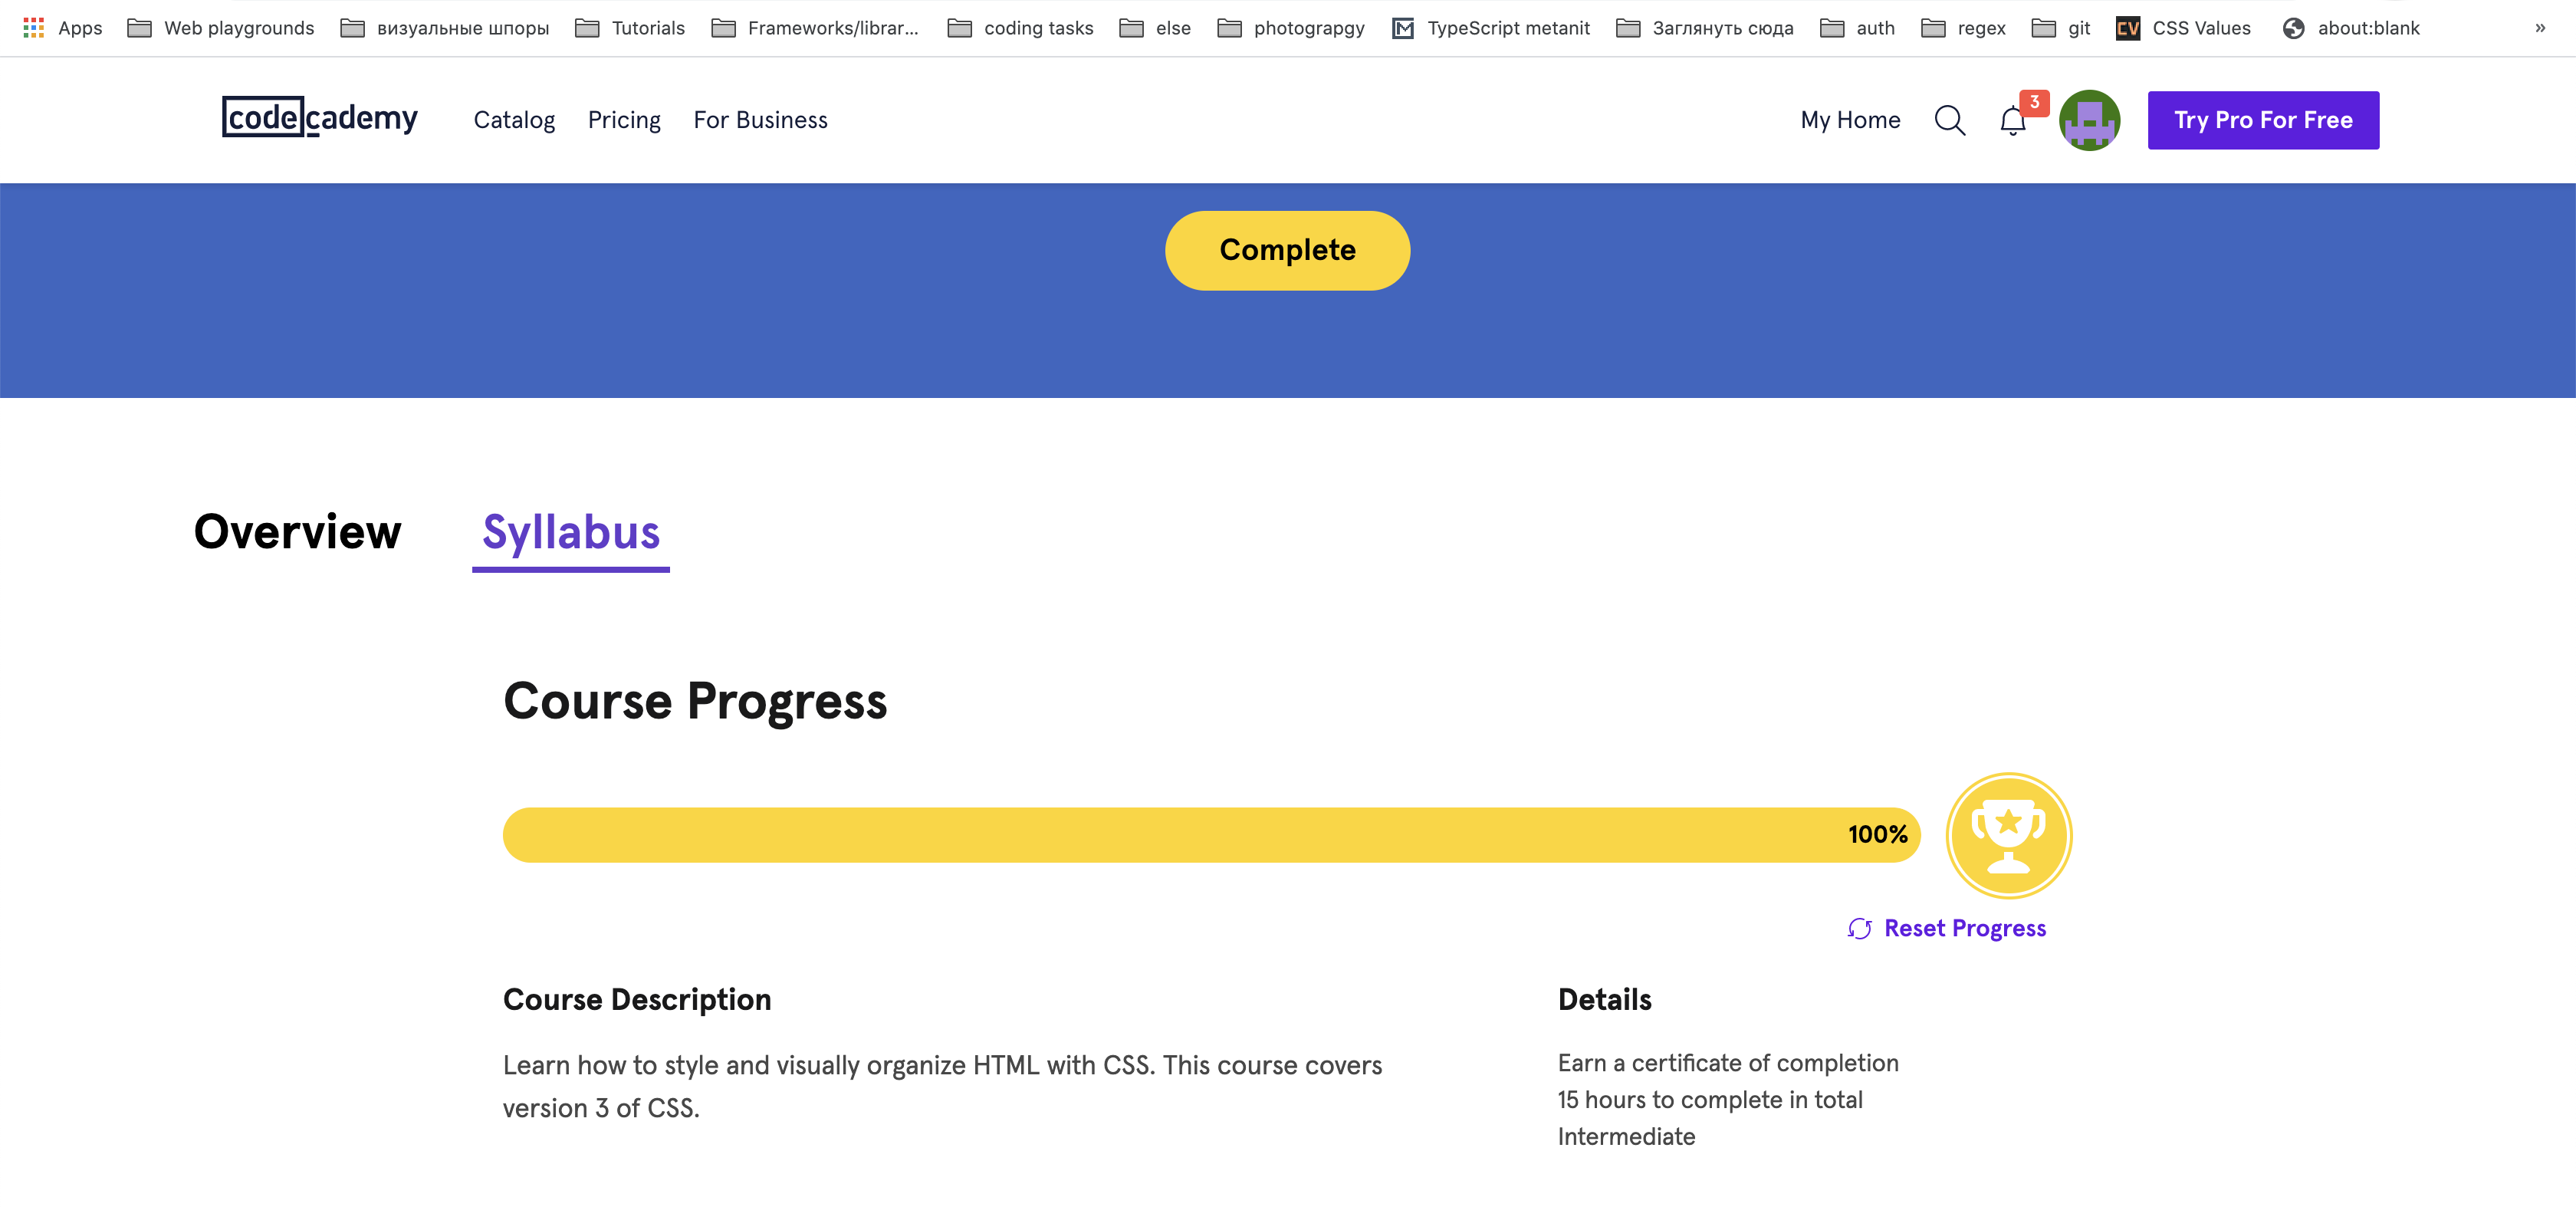 Apps Web playgrounds визуальные шпоры Tutorials Frameworks/librar... coding tasks else photograpgy TypeScript metanit Заглянуть сюда auth regex git CV CSS Values about:blank »
codecademy Catalog Pricing For Business My Home 3 Try Pro For Free
Complete
Overview Syllabus
Course Progress
100%
Reset Progress
Course Description
Learn how to style and visually organize HTML with CSS. This course covers
version 3 of CSS.
Details
Earn a certificate of completion
15 hours to complete in total
Intermediate